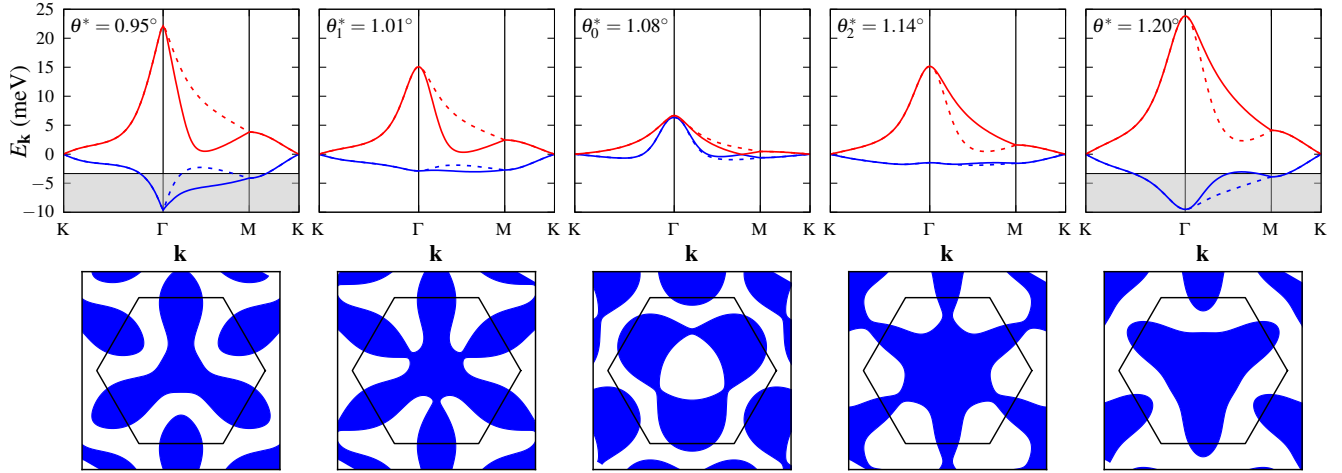 θ* = 0.95°
θ₁* = 1.01°
θ₀* = 1.08°
θ₂* = 1.14°
θ* = 1.20°
E_k (meV)
25
20
15
10
5
0
−5
−10
K Γ M K
K Γ M K
K Γ M K
K Γ M K
K Γ M K
k
k
k
k
k